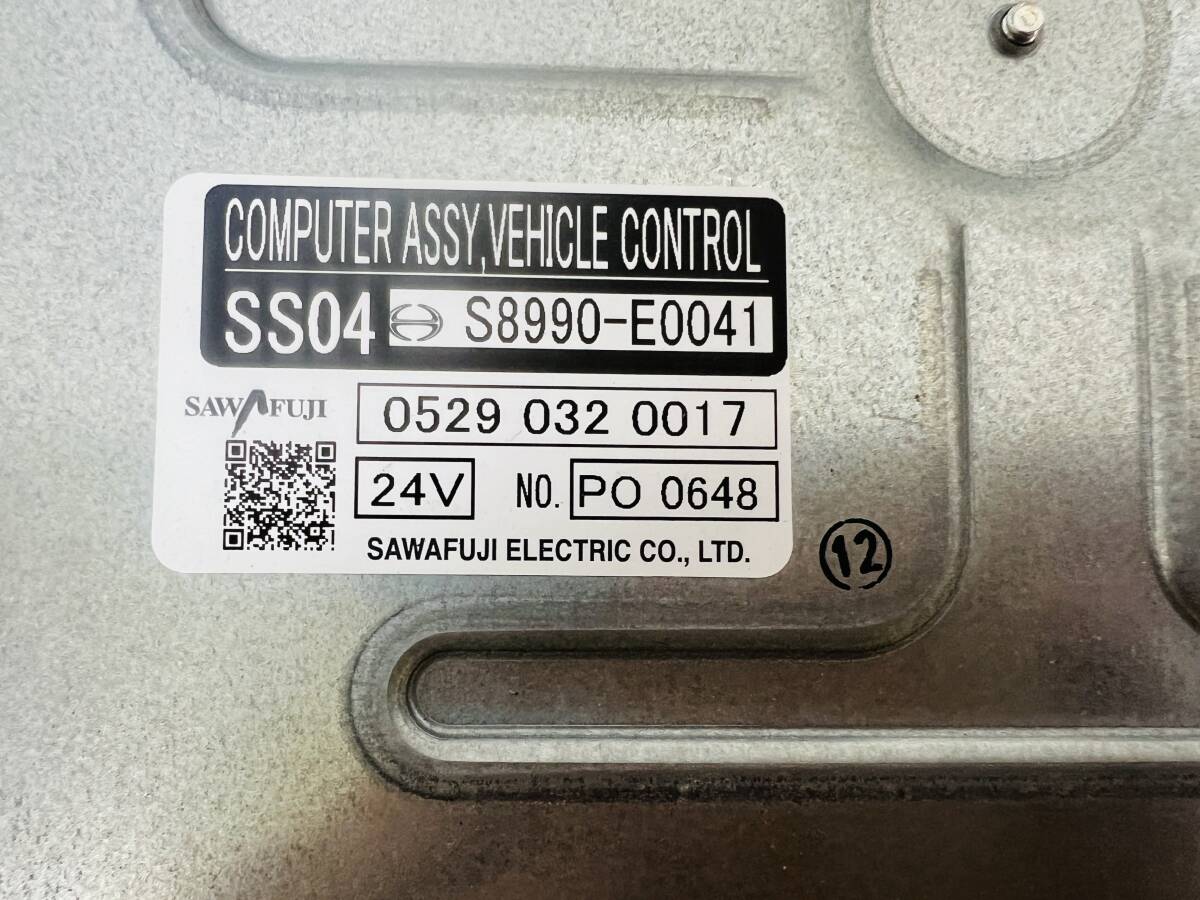 COMPUTER ASSY,VEHICLE CONTROL
SS04 S8990-E0041
SAWAFUJI 0529 032 0017
24V NO. PO 0648
SAWAFUJI ELECTRIC CO., LTD.
12